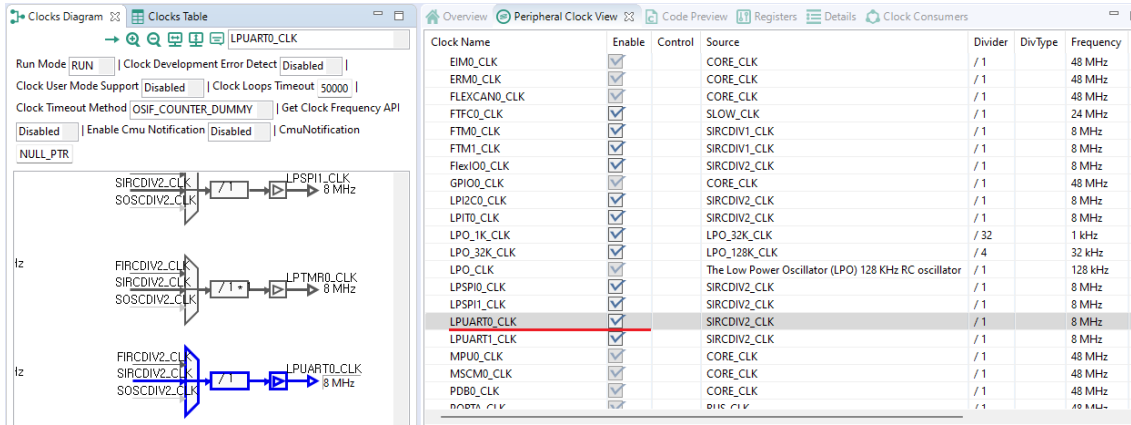 Clocks Diagram Clocks Table
LPUART0_CLK
Run Mode RUN | Clock Development Error Detect Disabled |
Clock User Mode Support Disabled | Clock Loops Timeout 50000 |
Clock Timeout Method OSIF_COUNTER_DUMMY | Get Clock Frequency API
Disabled | Enable Cmu Notification Disabled | CmuNotification
NULL_PTR
SIRCDIV2_CLK
SOSCDIV2_CLK
/ 1
LPSPI1_CLK
8 MHz
Hz
FIRCDIV2_CLK
SIRCDIV2_CLK
SOSCDIV2_CLK
/ 1 *
LPTMR0_CLK
8 MHz
Hz
FIRCDIV2_CLK
SIRCDIV2_CLK
SOSCDIV2_CLK
/ 1
LPUART0_CLK
8 MHz
Overview Peripheral Clock View Code Preview Registers Details Clock Consumers
Clock Name Enable Control Source Divider DivType Frequency
EIM0_CLK CORE_CLK / 1 48 MHz
ERM0_CLK CORE_CLK / 1 48 MHz
FLEXCAN0_CLK CORE_CLK / 1 48 MHz
FTFC0_CLK SLOW_CLK / 1 24 MHz
FTM0_CLK SIRCDIV1_CLK / 1 8 MHz
FTM1_CLK SIRCDIV1_CLK / 1 8 MHz
FlexIO0_CLK SIRCDIV2_CLK / 1 8 MHz
GPIO0_CLK CORE_CLK / 1 48 MHz
LPI2C0_CLK SIRCDIV2_CLK / 1 8 MHz
LPIT0_CLK SIRCDIV2_CLK / 1 8 MHz
LPO_1K_CLK LPO_32K_CLK / 32 1 kHz
LPO_32K_CLK LPO_128K_CLK / 4 32 kHz
LPO_CLK The Low Power Oscillator (LPO) 128 KHz RC oscillator / 1 128 kHz
LPSPI0_CLK SIRCDIV2_CLK / 1 8 MHz
LPSPI1_CLK SIRCDIV2_CLK / 1 8 MHz
LPUART0_CLK SIRCDIV2_CLK / 1 8 MHz
LPUART1_CLK SIRCDIV2_CLK / 1 8 MHz
MPU0_CLK CORE_CLK / 1 48 MHz
MSCM0_CLK CORE_CLK / 1 48 MHz
PDB0_CLK CORE_CLK / 1 48 MHz
PORTA_CLK BUS_CLK / 1 48 MHz